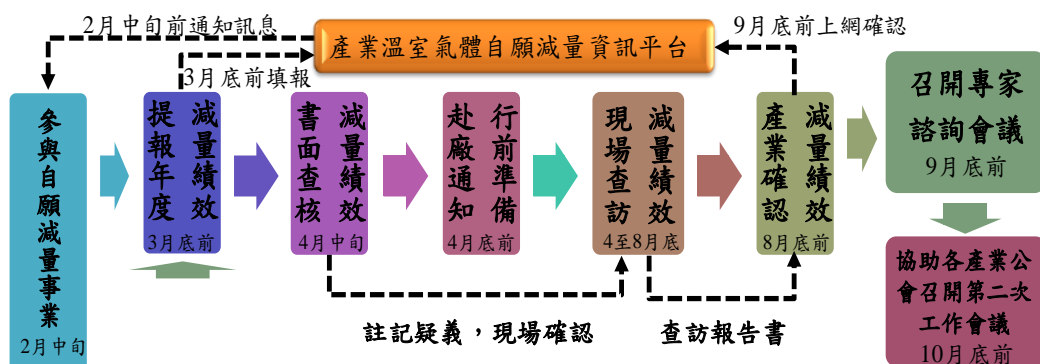 2月中旬前通知訊息
產業溫室氣體自願減量資訊平台
9月底前上網確認
3月底前填報
參與自願減量事業
2月中旬
減量績效
提報年度
3月底前
減量績效
書面查核
4月中旬
行前準備
赴廠通知
4月底前
減量績效
現場查訪
4至8月底
減量績效
產業確認
8月底前
召開專家
諮詢會議
9月底前
協助各產業公
會召開第二次
工作會議
10月底前
註記疑義，現場確認
查訪報告書